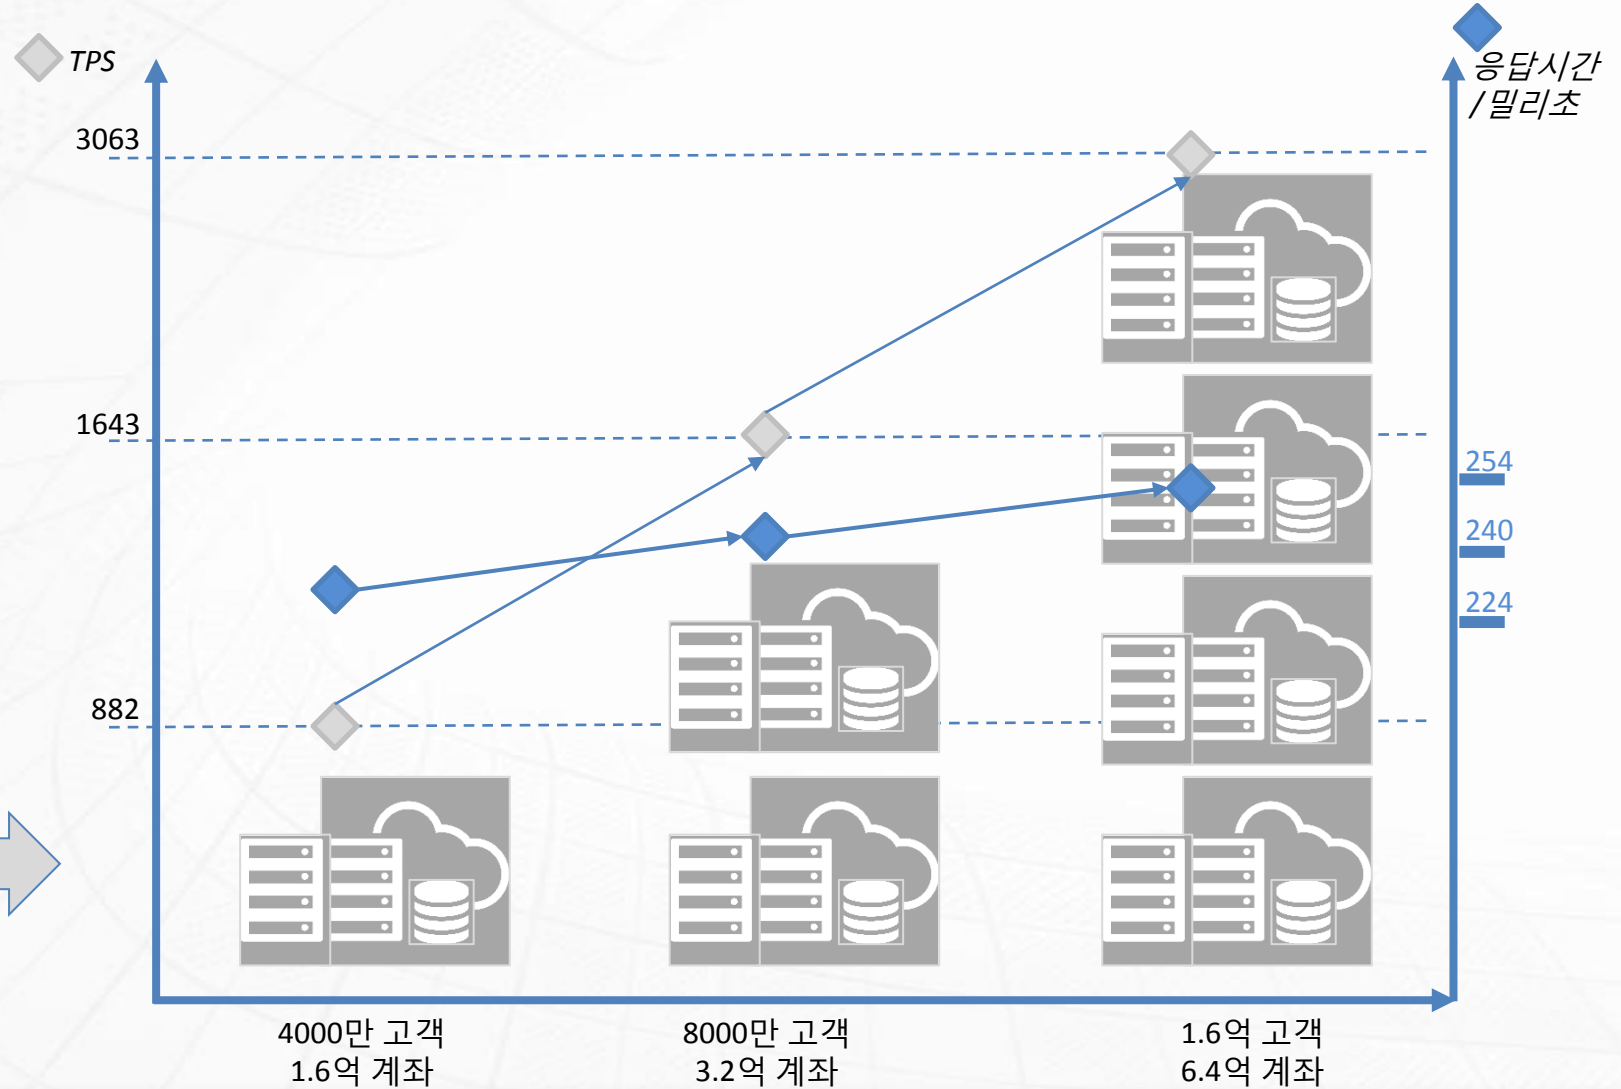 TPS
응답시간
/밀리초
3063
1643
254
240
224
882
4000만 고객
1.6억 계좌
8000만 고객
3.2억 계좌
1.6억 고객
6.4억 계좌